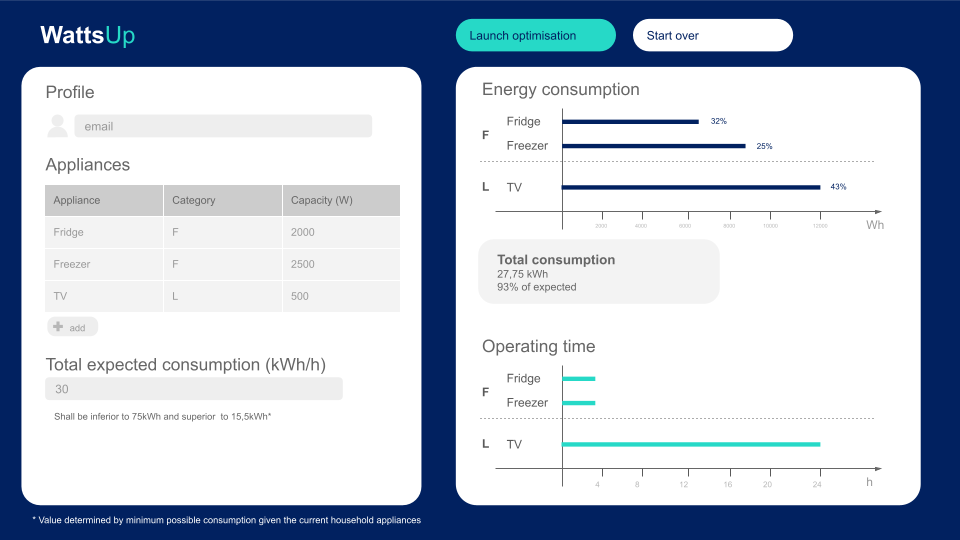 WattsUp
Launch optimisation
Start over
Profile
email
Appliances
Appliance Category Capacity (W)
Fridge F 2000
Freezer F 2500
TV L 500
add
Total expected consumption (kWh/h)
30
Shall be inferior to 75kWh and superior to 15,5kWh*
* Value determined by minimum possible consumption given the current household appliances
Energy consumption
Fridge 32%
F
Freezer 25%
L TV 43%
2000 4000 6000 8000 10000 12000 Wh
Total consumption
27,75 kWh
93% of expected
Operating time
Fridge
F
Freezer
L TV
4 8 12 16 20 24 h